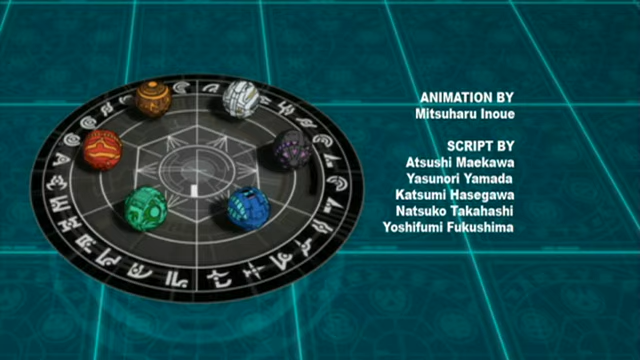 ANIMATION BY
Mitsuharu Inoue
SCRIPT BY
Atsushi Maekawa
Yasunori Yamada
Katsumi Hasegawa
Natsuko Takahashi
Yoshifumi Fukushima